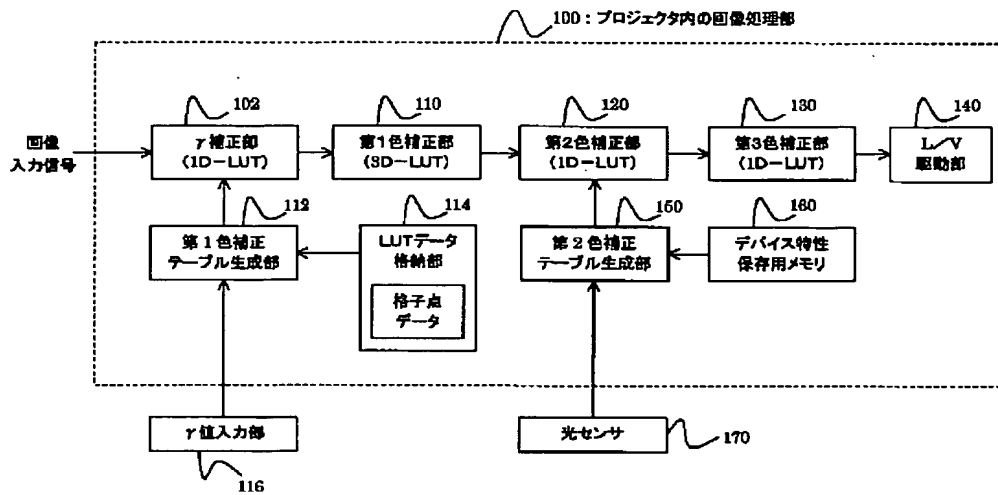 100:プロジェクタ内の画像処理部
102
110
120
130
140
画像
入力信号
γ補正部
(1D-LUT)
第1色補正部
(3D-LUT)
第2色補正部
(1D-LUT)
第3色補正部
(1D-LUT)
L/V
駆動部
112
114
150
160
第1色補正
テーブル生成部
LUTデータ
格納部
格子点
データ
第2色補正
テーブル生成部
デバイス特性
保存用メモリ
γ値入力部
116
光センサ
170